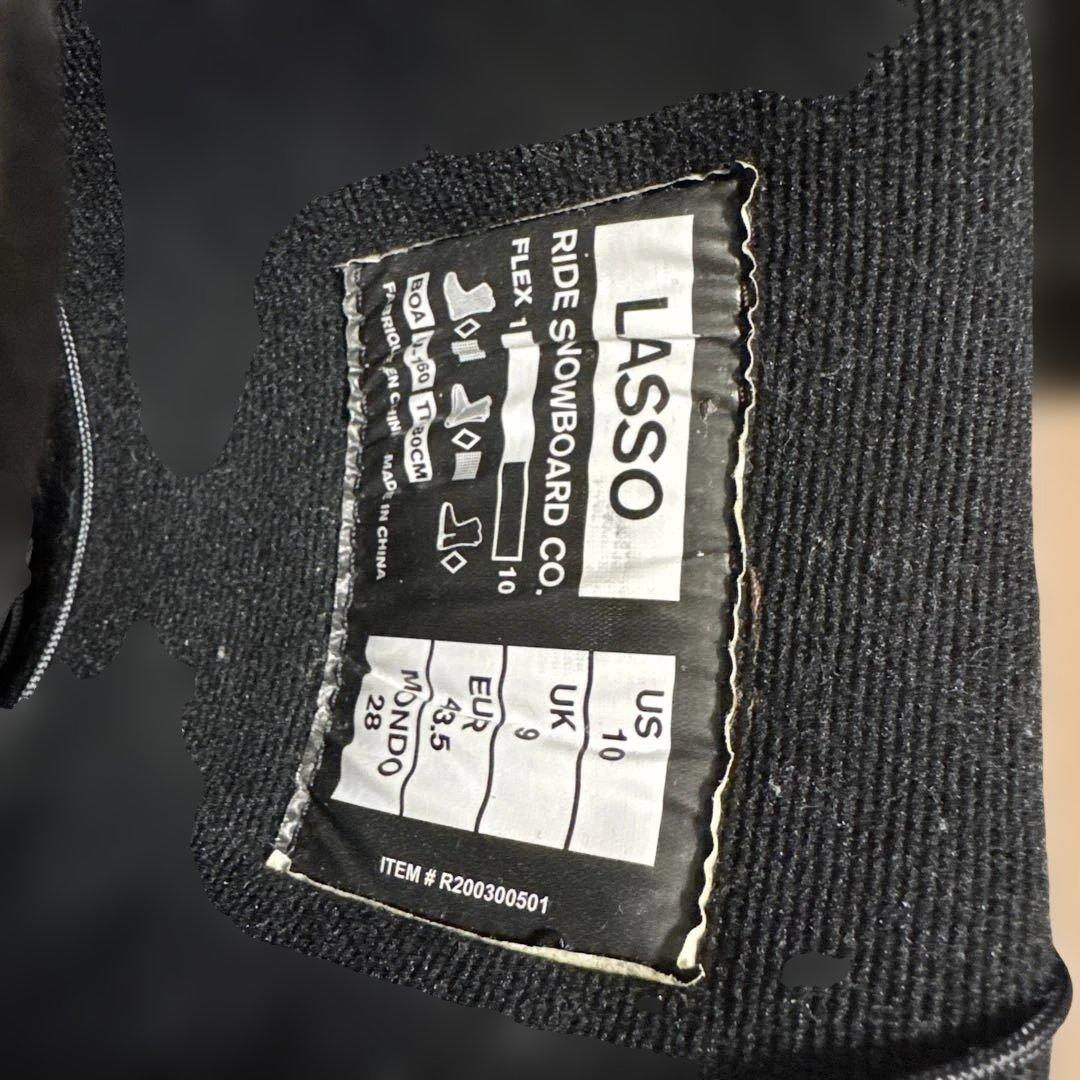 LASSO
RIDE SNOWBOARD CO.
FLEX 1 10
BOA
MADE IN CHINA
US
10
UK
9
EUR
43.5
MONDO
28
ITEM # R200300501